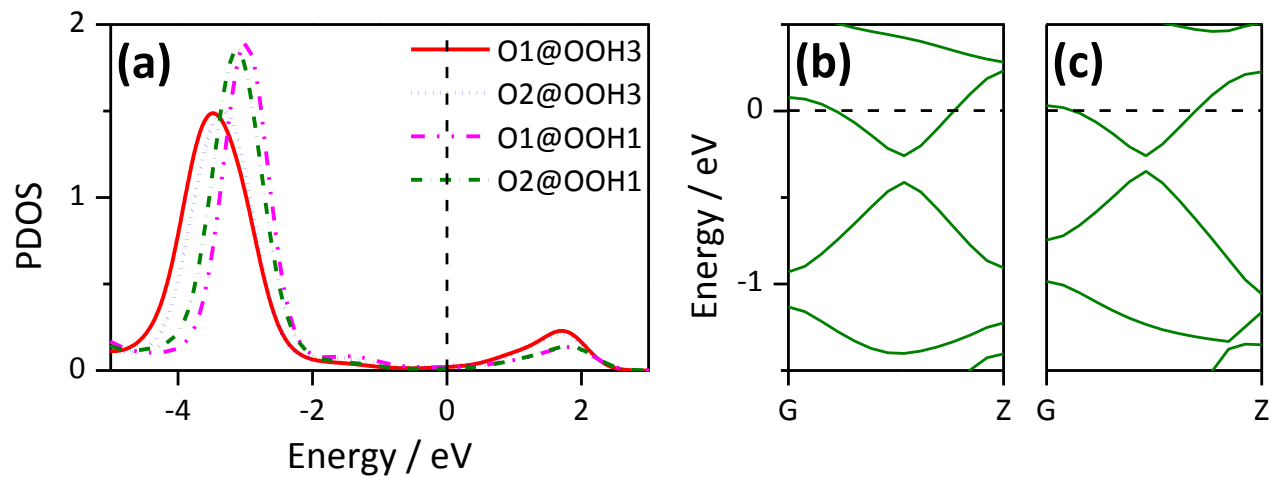 (a)
2
1
0
PDOS
O1@OOH3
O2@OOH3
O1@OOH1
O2@OOH1
-4
-2
0
2
Energy / eV
(b)
(c)
0
-1
Energy / eV
G
Z
G
Z